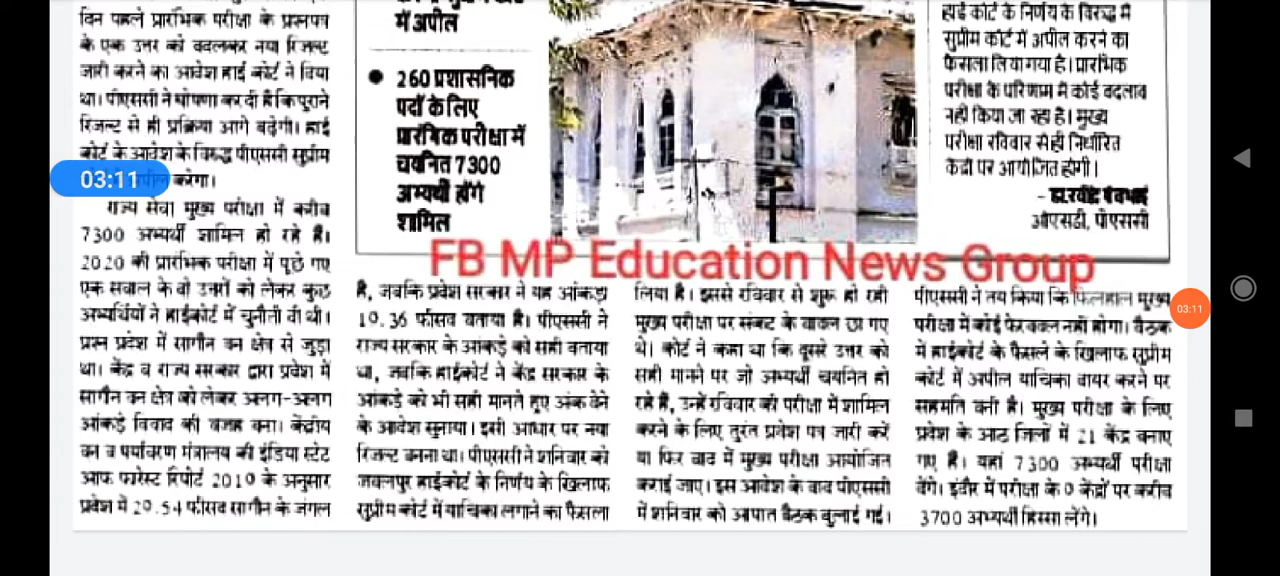 दिन पहले प्रारंभिक परीक्षा के प्रश्नपत्र
के एक उत्तर को बदलकर नया रिजल्ट
जारी करने का आदेश हाई कोर्ट ने दिया
था। पीएससी ने घोषणा कर दी है कि पुराने
रिजल्ट से ही प्रक्रिया आगे बढ़ेगी। हाई
कोर्ट के आदेश के विरुद्ध पीएससी सुप्रीम
03:11 करेगा।
राज्य सेवा मुख्य परीक्षा में करीब
7300 अभ्यर्थी शामिल हो रहे हैं।
2020 की प्रारंभिक परीक्षा में पूछे गए
एक सवाल के दो उत्तरों को लेकर कुछ
अभ्यर्थियों ने हाईकोर्ट में चुनौती दी थी।
प्रश्न प्रदेश में सागौन वन क्षेत्र से जुड़ा
था। केंद्र व राज्य सरकार द्वारा प्रदेश में
सागौन वन क्षेत्र को लेकर अलग-अलग
आंकड़े विवाद की वजह बना। केंद्रीय
वन व पर्यावरण मंत्रालय की इंडिया स्टेट
आफ फारेस्ट रिपोर्ट 2019 के अनुसार
प्रदेश में 29.54 फीसद सागौन के जंगल
में अपील
● 260 प्रशासनिक
पदों के लिए
प्रारंभिक परीक्षा में
चयनित 7300
अभ्यर्थी होंगे
शामिल
हाई कोर्ट के निर्णय के विरुद्ध में
सुप्रीम कोर्ट में अपील करने का
फैसला लिया गया है। प्रारंभिक
परीक्षा के परिणाम में कोई बदलाव
नहीं किया जा रहा है। मुख्य
परीक्षा रविवार से ही निर्धारित
केंद्रों पर आयोजित होगी।
- डा. रवींद्र पंचभाई
ओएसडी, पीएससी
FB MP Education News Group
है, जबकि प्रदेश सरकार ने यह आंकड़ा
19.36 फीसद बताया है। पीएससी ने
राज्य सरकार के आंकड़े को सही बताया
था, जबकि हाईकोर्ट ने केंद्र सरकार के
आंकड़े को भी सही मानते हुए अंक देने
के आदेश सुनाया। इसी आधार पर नया
रिजल्ट बनना था। पीएससी ने शनिवार को
जबलपुर हाईकोर्ट के निर्णय के खिलाफ
सुप्रीम कोर्ट में याचिका लगाने का फैसला
लिया है। इससे रविवार से शुरू हो रही
मुख्य परीक्षा पर संकट के बादल छा गए
थे। कोर्ट ने कहा था कि दूसरे उत्तर को
सही मानने पर जो अभ्यर्थी चयनित हो
रहे हैं, उन्हें रविवार की परीक्षा में शामिल
करने के लिए तुरंत प्रवेश पत्र जारी करें
या फिर बाद में मुख्य परीक्षा आयोजित
कराई जाए। इस आदेश के बाद पीएससी
में शनिवार को आपात बैठक बुलाई गई।
पीएससी ने तय किया कि फिलहाल मुख्य
परीक्षा में कोई फेरबदल नहीं होगा। बैठक
में हाईकोर्ट के फैसले के खिलाफ सुप्रीम
कोर्ट में अपील याचिका दायर करने पर
सहमति बनी है। मुख्य परीक्षा के लिए
प्रदेश के आठ जिलों में 21 केंद्र बनाए
गए हैं। यहां 7300 अभ्यर्थी परीक्षा
देंगे। इंदौर में परीक्षा के 9 केंद्रों पर करीब
3700 अभ्यर्थी हिस्सा लेंगे।
03:11